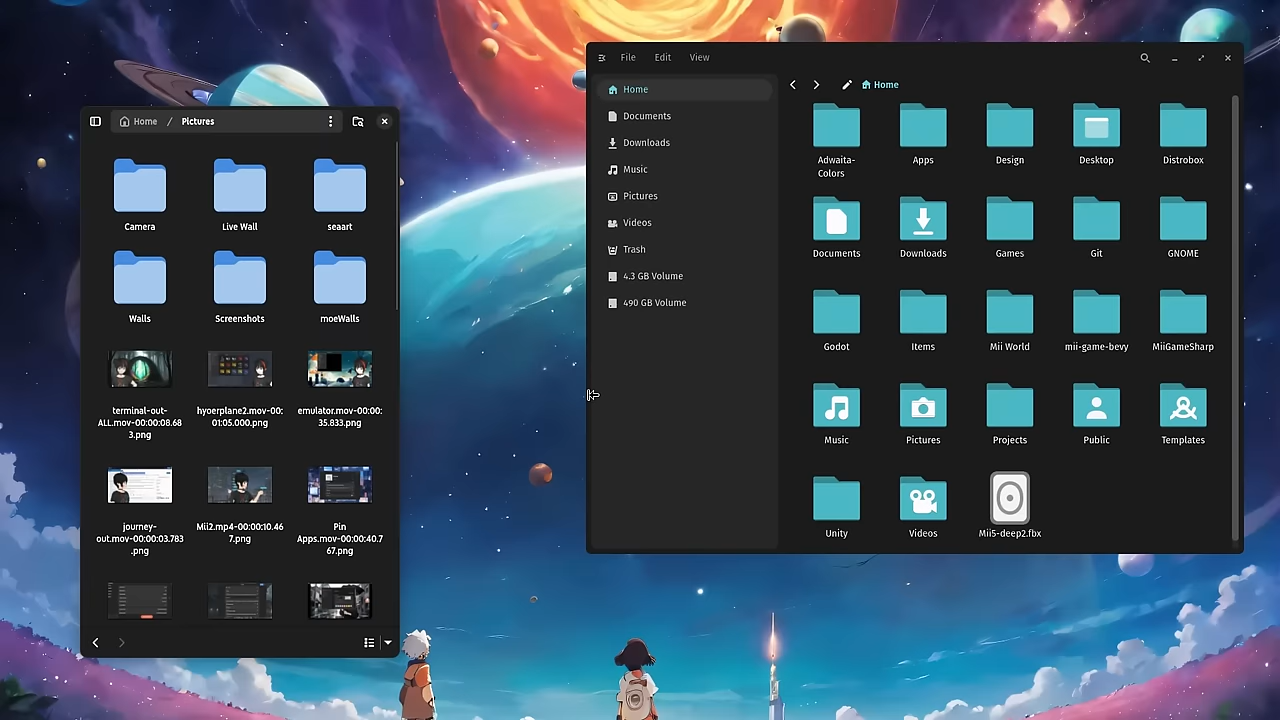 Home / Pictures
Camera
Live Wall
seaart
Walls
Screenshots
moeWalls
terminal-out-
ALL.mov-00:00:08.68
3.png
hyoerplane2.mov-00:
01:05.000.png
emulator.mov-00:00:
35.833.png
journey-
out.mov-00:00:03.783
.png
Mii2.mp4-00:00:10.46
7.png
Pin
Apps.mov-00:00:40.7
67.png
File Edit View
Home
Documents
Downloads
Music
Pictures
Videos
Trash
4.3 GB Volume
490 GB Volume
Home
Adwaita-
Colors
Apps
Design
Desktop
Distrobox
Documents
Downloads
Games
Git
GNOME
Godot
Items
Mii World
mii-game-bevy
MiiGameSharp
Music
Pictures
Projects
Public
Templates
Unity
Videos
Mii5-deep2.fbx